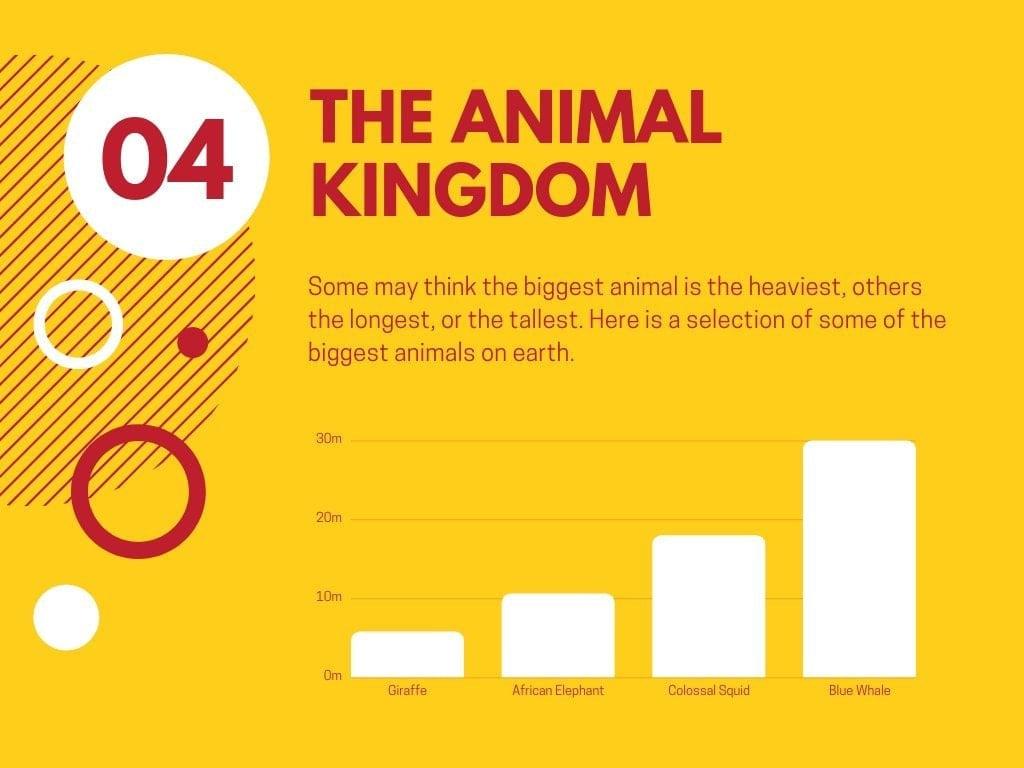 04
THE ANIMAL
KINGDOM
Some may think the biggest animal is the heaviest, others
the longest, or the tallest. Here is a selection of some of the
biggest animals on earth.
30m
20m
10m
0m
Giraffe
African Elephant
Colossal Squid
Blue Whale